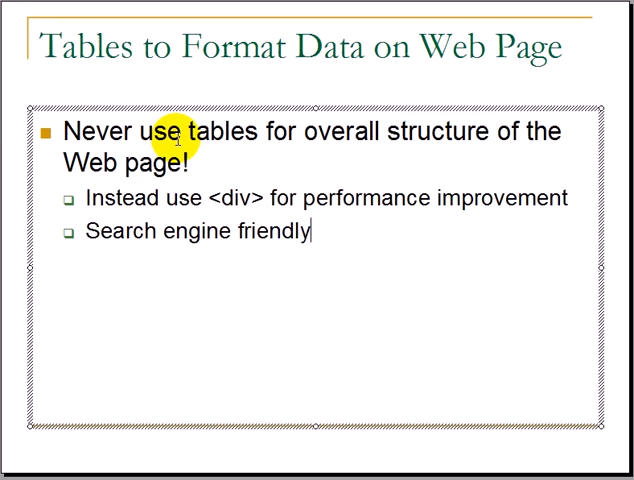 Tables to Format Data on Web Page
Never use tables for overall structure of the
Web page!
Instead use <div> for performance improvement
Search engine friendly